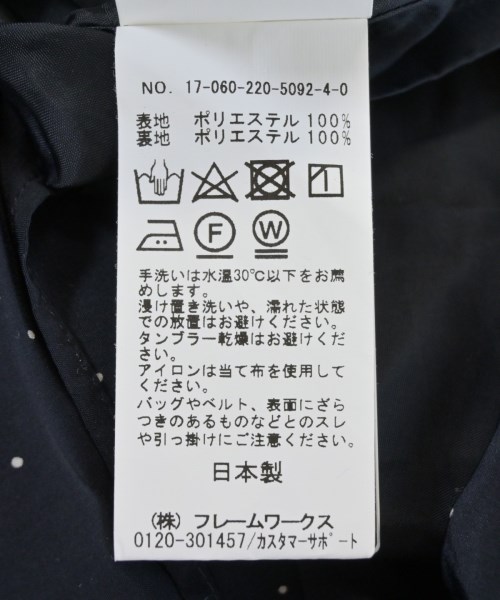 NO. 17-060-220-5092-4-0
表地 ポリエステル 100%
裏地 ポリエステル 100%
F W
手洗いは水温30℃以下をお薦
めします。
浸け置き洗いや、濡れた状態
での放置はお避けください。
タンブラー乾燥はお避けくだ
さい。
アイロンは当て布を使用して
ください。
バッグやベルト、表面にざら
つきのあるものなどとのスレ
や引っ掛けにご注意ください。
日本製
(株) フレームワークス
0120-301457/カスタマーサポート